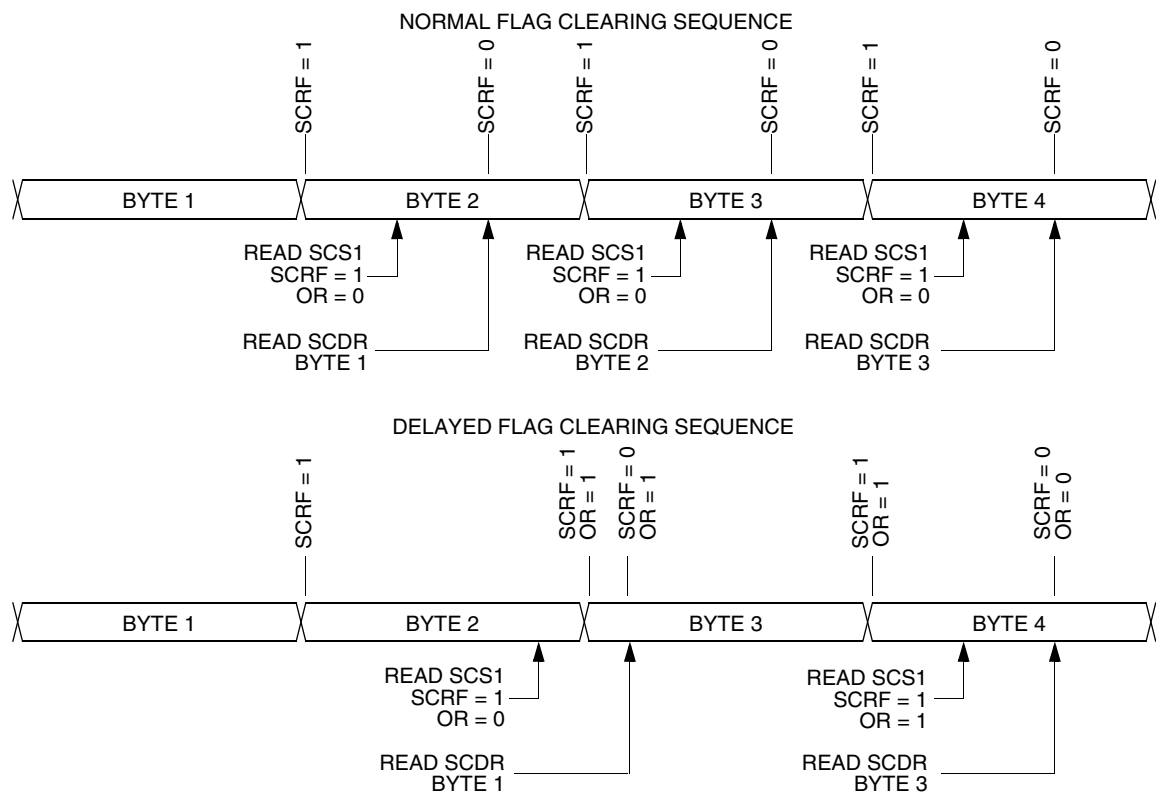 NORMAL FLAG CLEARING SEQUENCE
SCRF = 1
SCRF = 0
SCRF = 1
SCRF = 0
SCRF = 1
SCRF = 0
BYTE 1
BYTE 2
BYTE 3
BYTE 4
READ SCS1
SCRF = 1
OR = 0
READ SCS1
SCRF = 1
OR = 0
READ SCS1
SCRF = 1
OR = 0
READ SCDR
BYTE 1
READ SCDR
BYTE 2
READ SCDR
BYTE 3
DELAYED FLAG CLEARING SEQUENCE
SCRF = 1
SCRF = 1
OR = 1
SCRF = 0
OR = 1
SCRF = 1
OR = 1
SCRF = 0
OR = 0
BYTE 1
BYTE 2
BYTE 3
BYTE 4
READ SCS1
SCRF = 1
OR = 0
READ SCS1
SCRF = 1
OR = 1
READ SCDR
BYTE 1
READ SCDR
BYTE 3